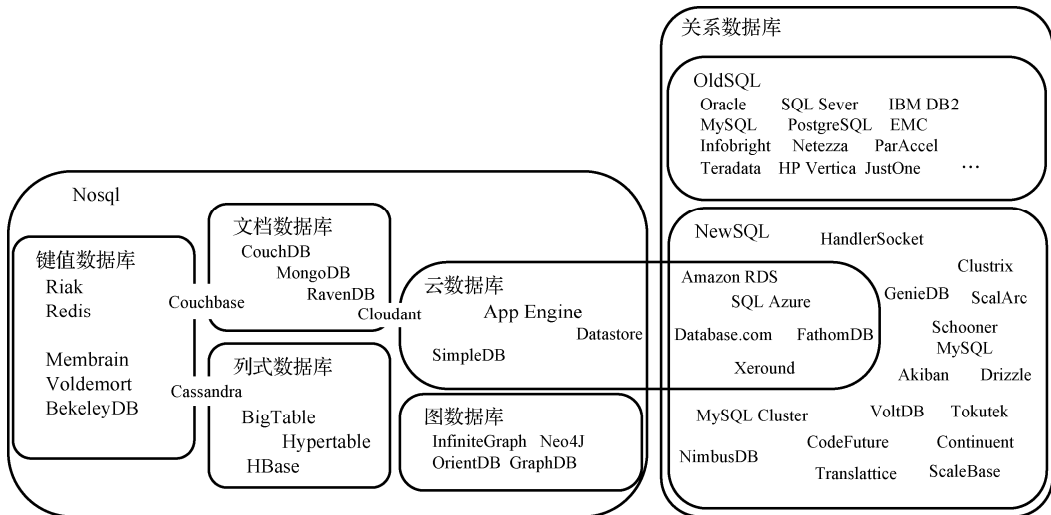 关系数据库
OldSQL
Oracle SQL Sever IBM DB2
MySQL PostgreSQL EMC
Infobright Netezza ParAccel
Teradata HP Vertica JustOne …
Nosql
键值数据库
Riak
Redis
Membrain
Voldemort
BekeleyDB
Couchbase
Cassandra
文档数据库
CouchDB
MongoDB
RavenDB
Cloudant
列式数据库
BigTable
Hypertable
HBase
云数据库
App Engine
Datastore
SimpleDB
图数据库
InfiniteGraph Neo4J
OrientDB GraphDB
NewSQL
HandlerSocket
Amazon RDS
SQL Azure
Database.com FathomDB
Xeround
Clustrix
GenieDB ScalArc
Schooner
MySQL
Akiban Drizzle
MySQL Cluster VoltDB Tokutek
NimbusDB CodeFuture Continuent
Translattice ScaleBase